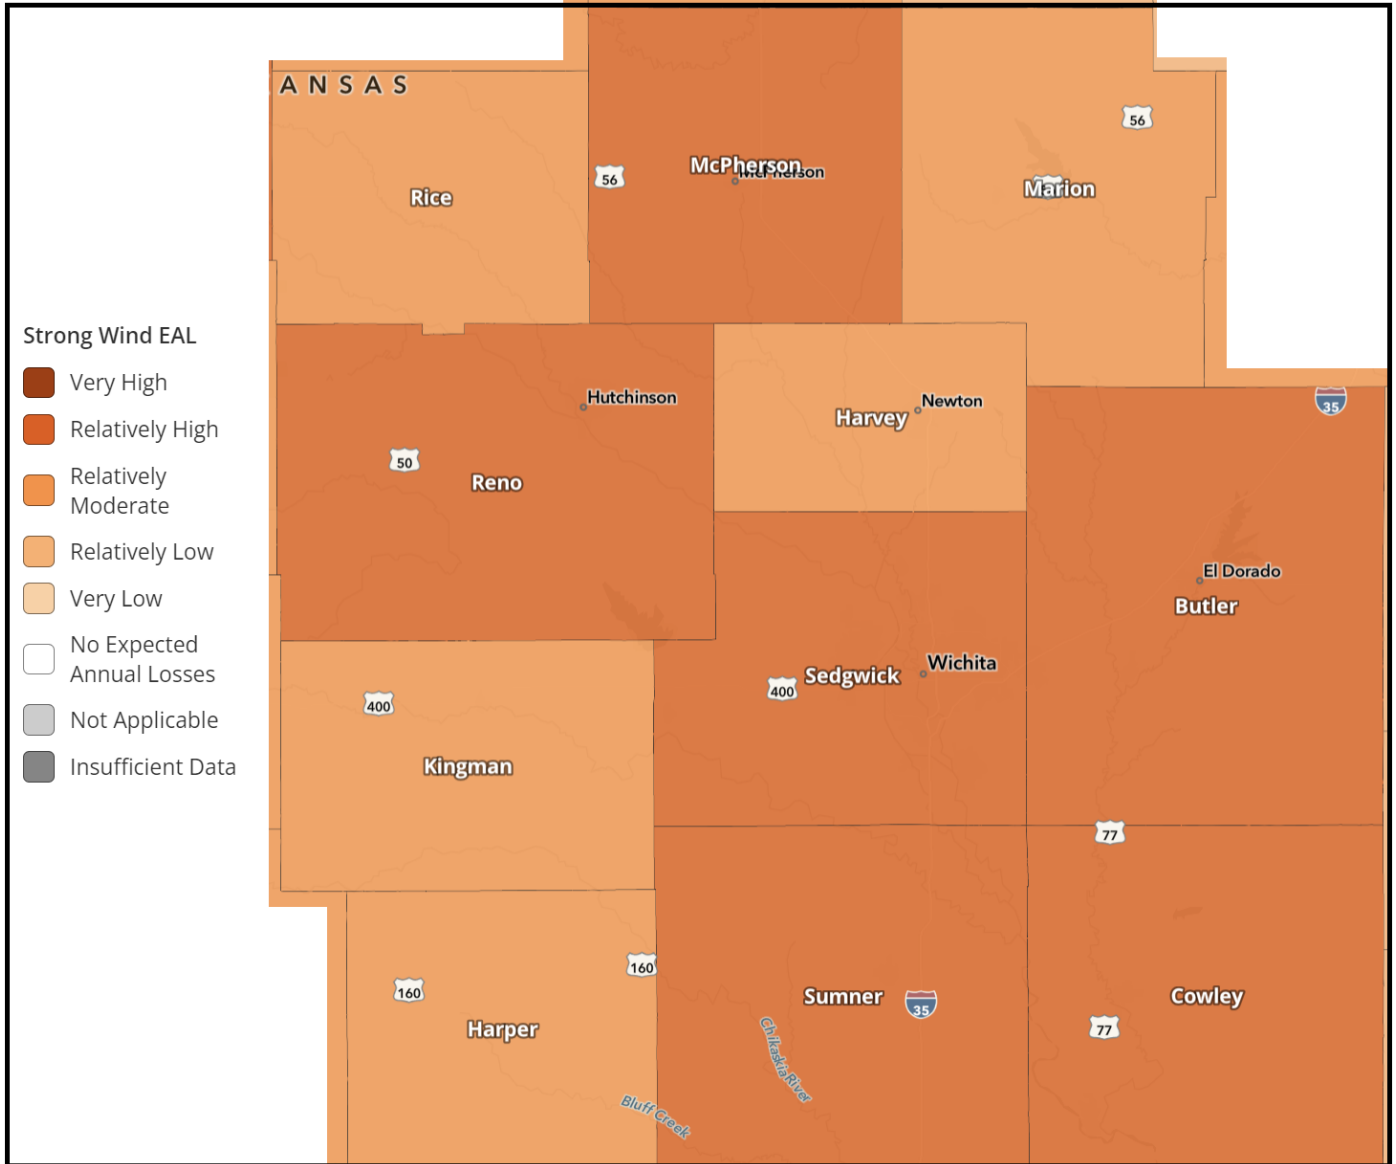 ANSAS
56
McPherson
McPherson
56
Rice
Marion
Strong Wind EAL
Very High
Relatively High
Relatively
Moderate
Relatively Low
Very Low
No Expected
Annual Losses
Not Applicable
Insufficient Data
Hutchinson
Newton
35
Harvey
50
Reno
El Dorado
Butler
Wichita
Sedgwick
400
400
Kingman
77
160
160
Sumner
35
Cowley
77
Harper
Chikaskia River
Bluff Creek